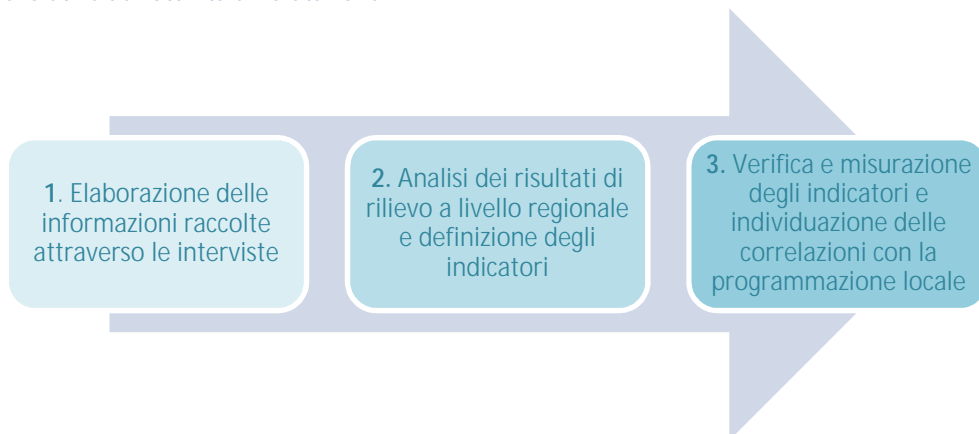 1. Elaborazione delle
informazioni raccolte
attraverso le interviste
2. Analisi dei risultati di
rilievo a livello regionale
e definizione degli
indicatori
3. Verifica e misurazione
degli indicatori e
individuazione delle
correlazioni con la
programmazione locale